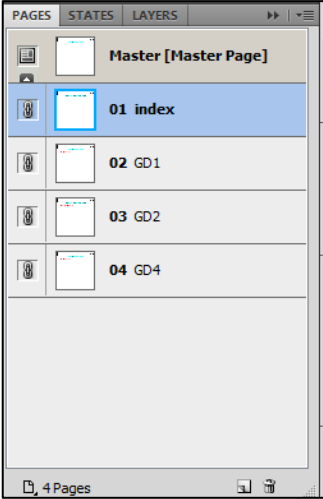 PAGES STATES LAYERS
Master [Master Page]
01 index
02 GD1
03 GD2
04 GD4
4 Pages